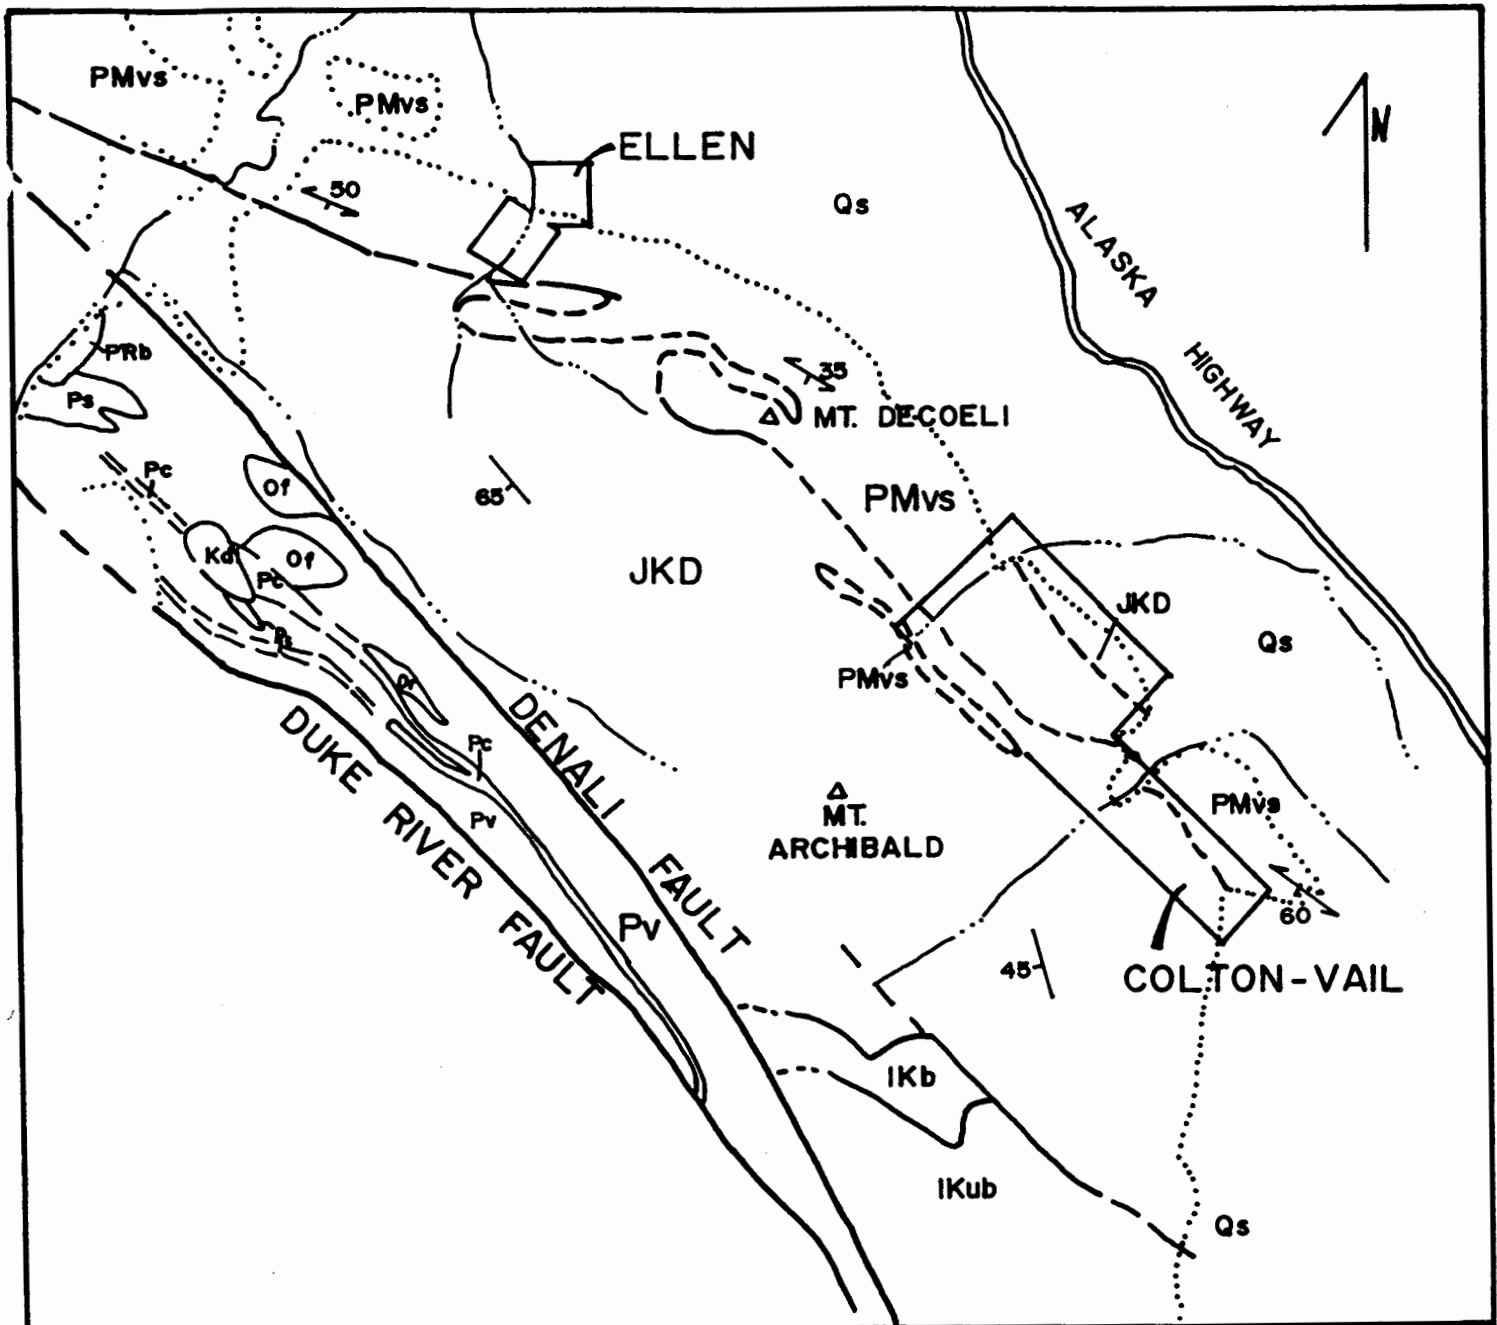 PMvs
PMvs
ELLEN
N
50
Qs
ALASKA
HIGHWAY
PRb
Ps
35
MT. DECOELI
Pc
Of
65
PMvs
Kd
Of
Pc
JKD
JKD
Qs
PMvs
DENALI
FAULT
Pc
DUKE
RIVER
FAULT
Pv
MT.
ARCHIBALD
PMvs
Pv
60
45
COLTON-VAIL
IKb
IKub
Qs